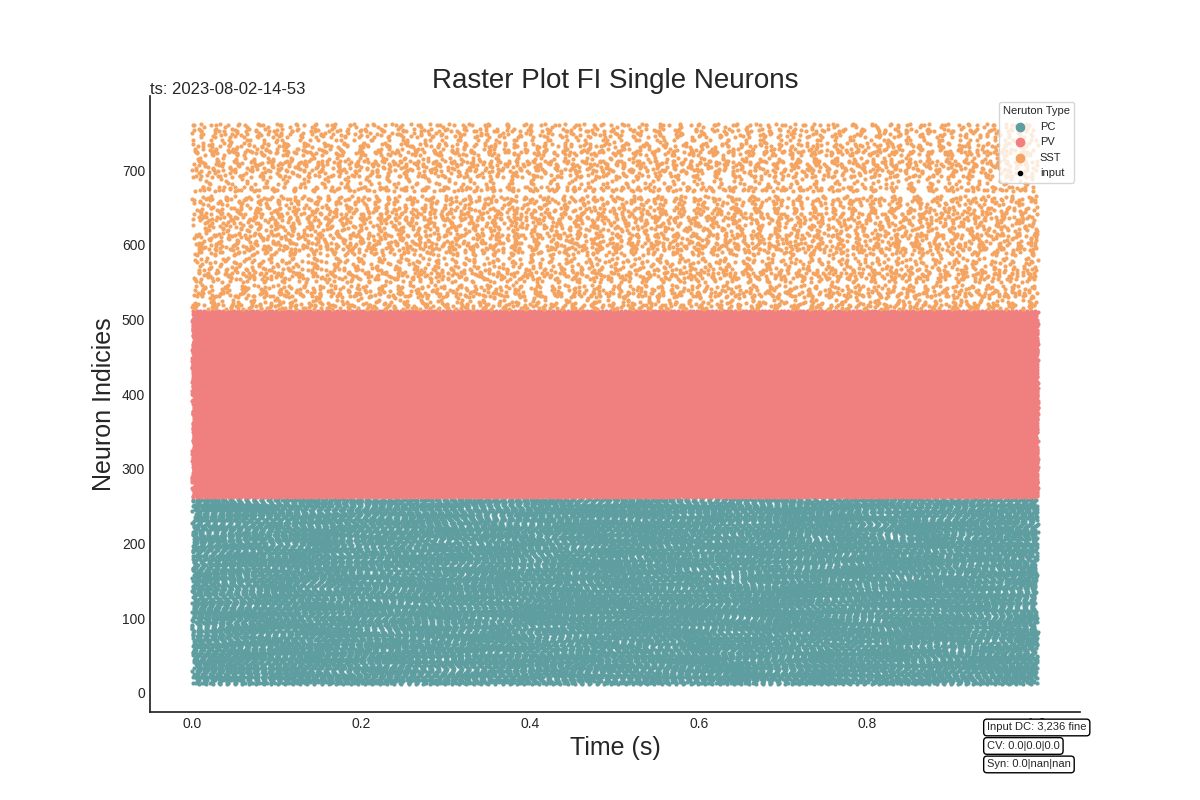 Raster Plot FI Single Neurons
ts: 2023-08-02-14-53
Neruton Type
PC
PV
SST
input
700
600
500
400
300
200
100
0
Neuron Indicies
0.0 0.2 0.4 0.6 0.8
Time (s)
Input DC: 3,236 fine
CV: 0.0|0.0|0.0
Syn: 0.0|nan|nan